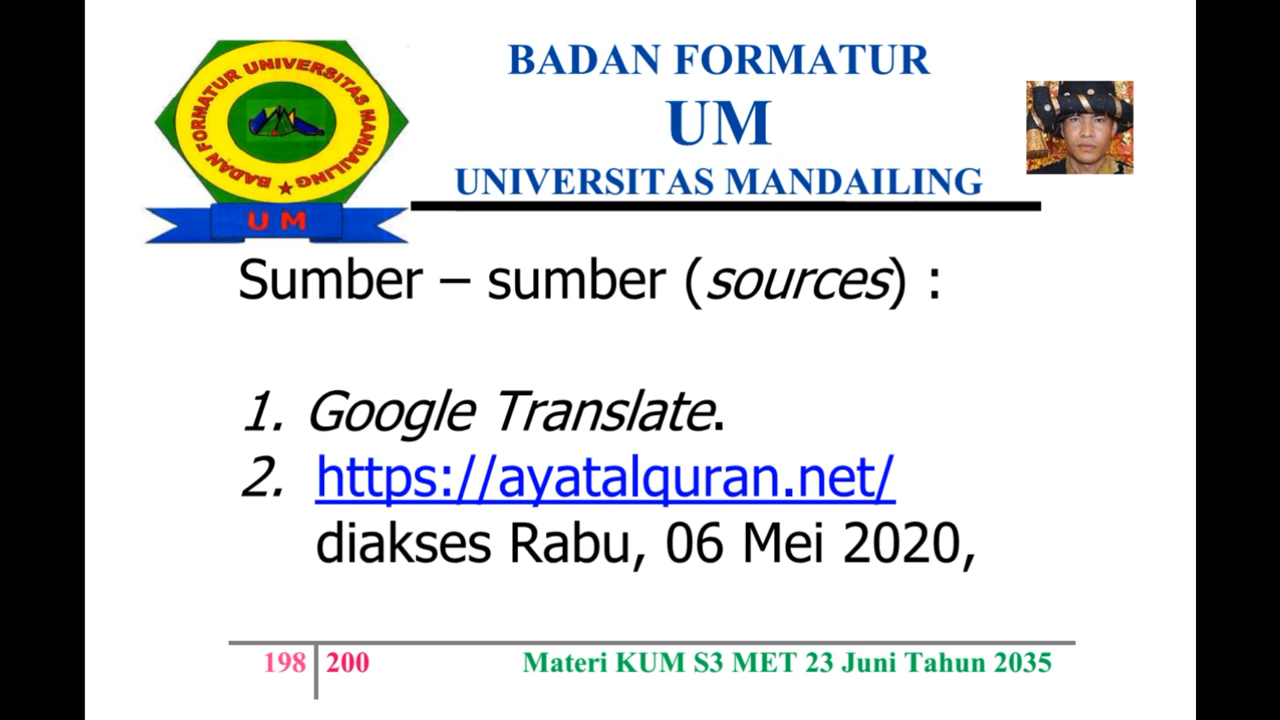 BADAN FORMATUR UNIVERSITAS MANDAILING
U M
BADAN FORMATUR
UM
UNIVERSITAS MANDAILING
Sumber – sumber (sources) :
1. Google Translate.
2. https://ayatalquran.net/
diakses Rabu, 06 Mei 2020,
198 200 Materi KUM S3 MET 23 Juni Tahun 2035